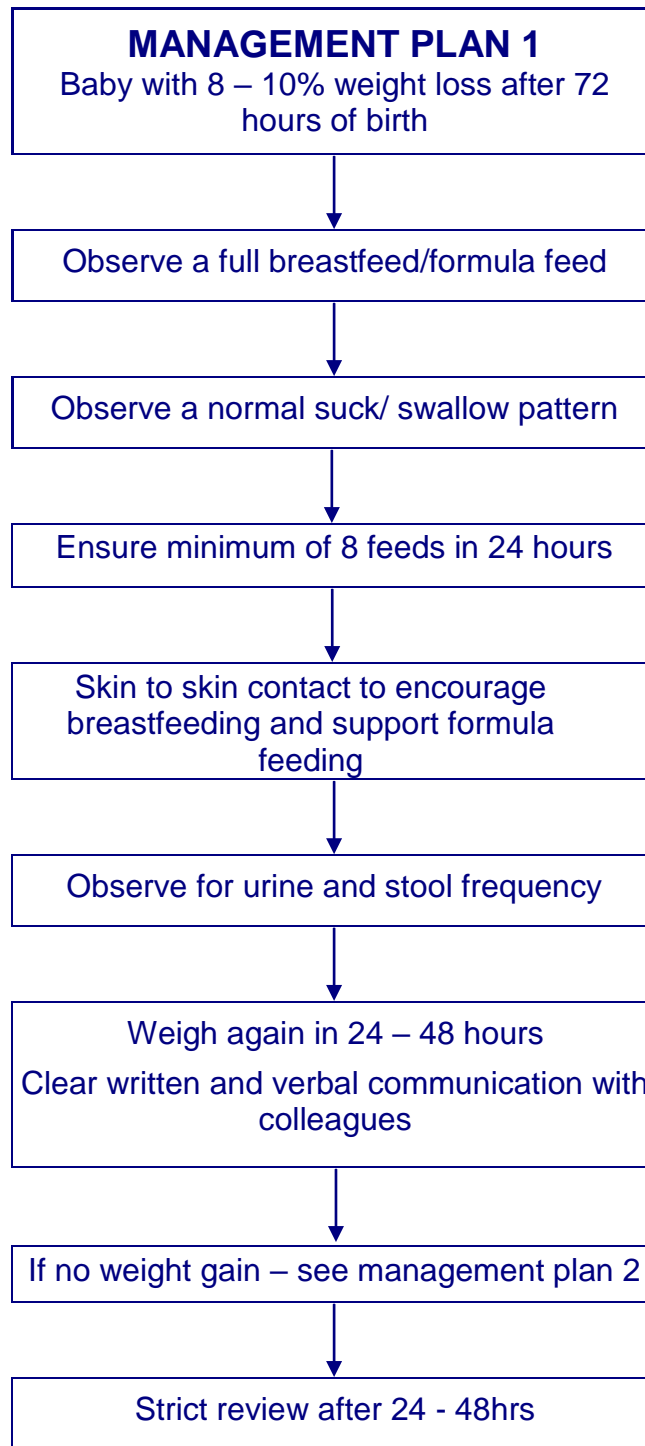 MANAGEMENT PLAN 1
Baby with 8 – 10% weight loss after 72
hours of birth
Observe a full breastfeed/formula feed
Observe a normal suck/ swallow pattern
Ensure minimum of 8 feeds in 24 hours
Skin to skin contact to encourage
breastfeeding and support formula
feeding
Observe for urine and stool frequency
Weigh again in 24 – 48 hours
Clear written and verbal communication with
colleagues
If no weight gain – see management plan 2
Strict review after 24 - 48hrs